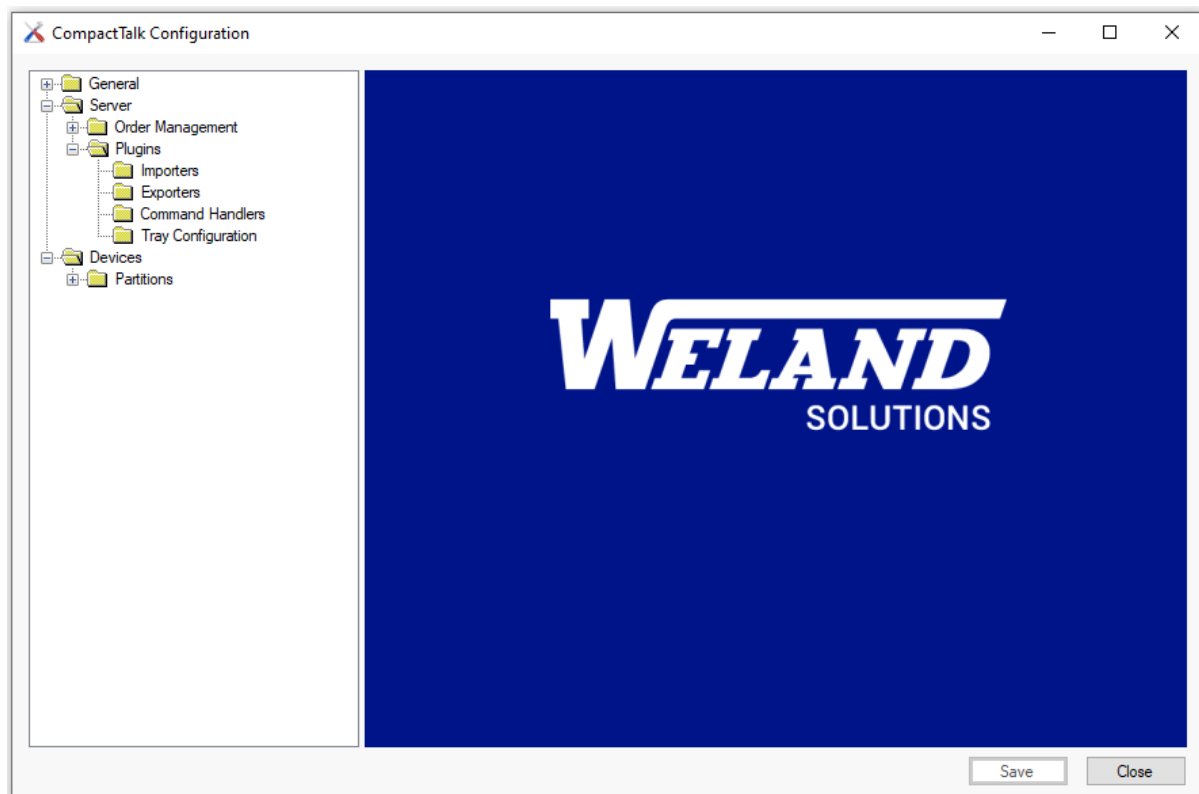 CompactTalk Configuration
General
Server
Order Management
Plugins
Importers
Exporters
Command Handlers
Tray Configuration
Devices
Partitions
WELAND
SOLUTIONS
Save
Close